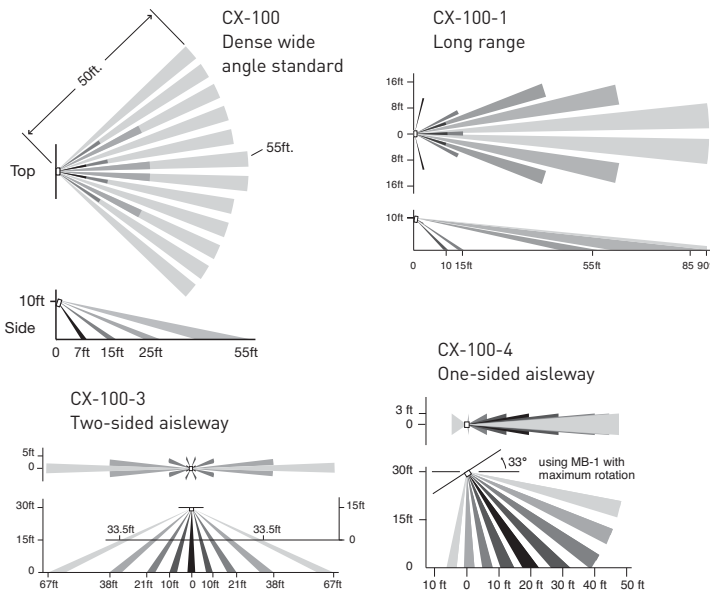 CX-100
Dense wide
angle standard
50ft.
55ft.
Top
10ft
Side
0 7ft 15ft 25ft 55ft
CX-100-1
Long range
16ft
8ft
0
8ft
16ft
10ft
0 10 15ft 55ft 85 90
CX-100-3
Two-sided aisleway
5ft
0
30ft 15ft
33.5ft 33.5ft
15ft 0
0
67ft 38ft 21ft 10ft 0 10ft 21ft 38ft 67ft
CX-100-4
One-sided aisleway
3 ft
0
30ft 33° using MB-1 with
maximum rotation
15ft
0
10 ft 0 10 ft 20 ft 30 ft 40 ft 50 ft